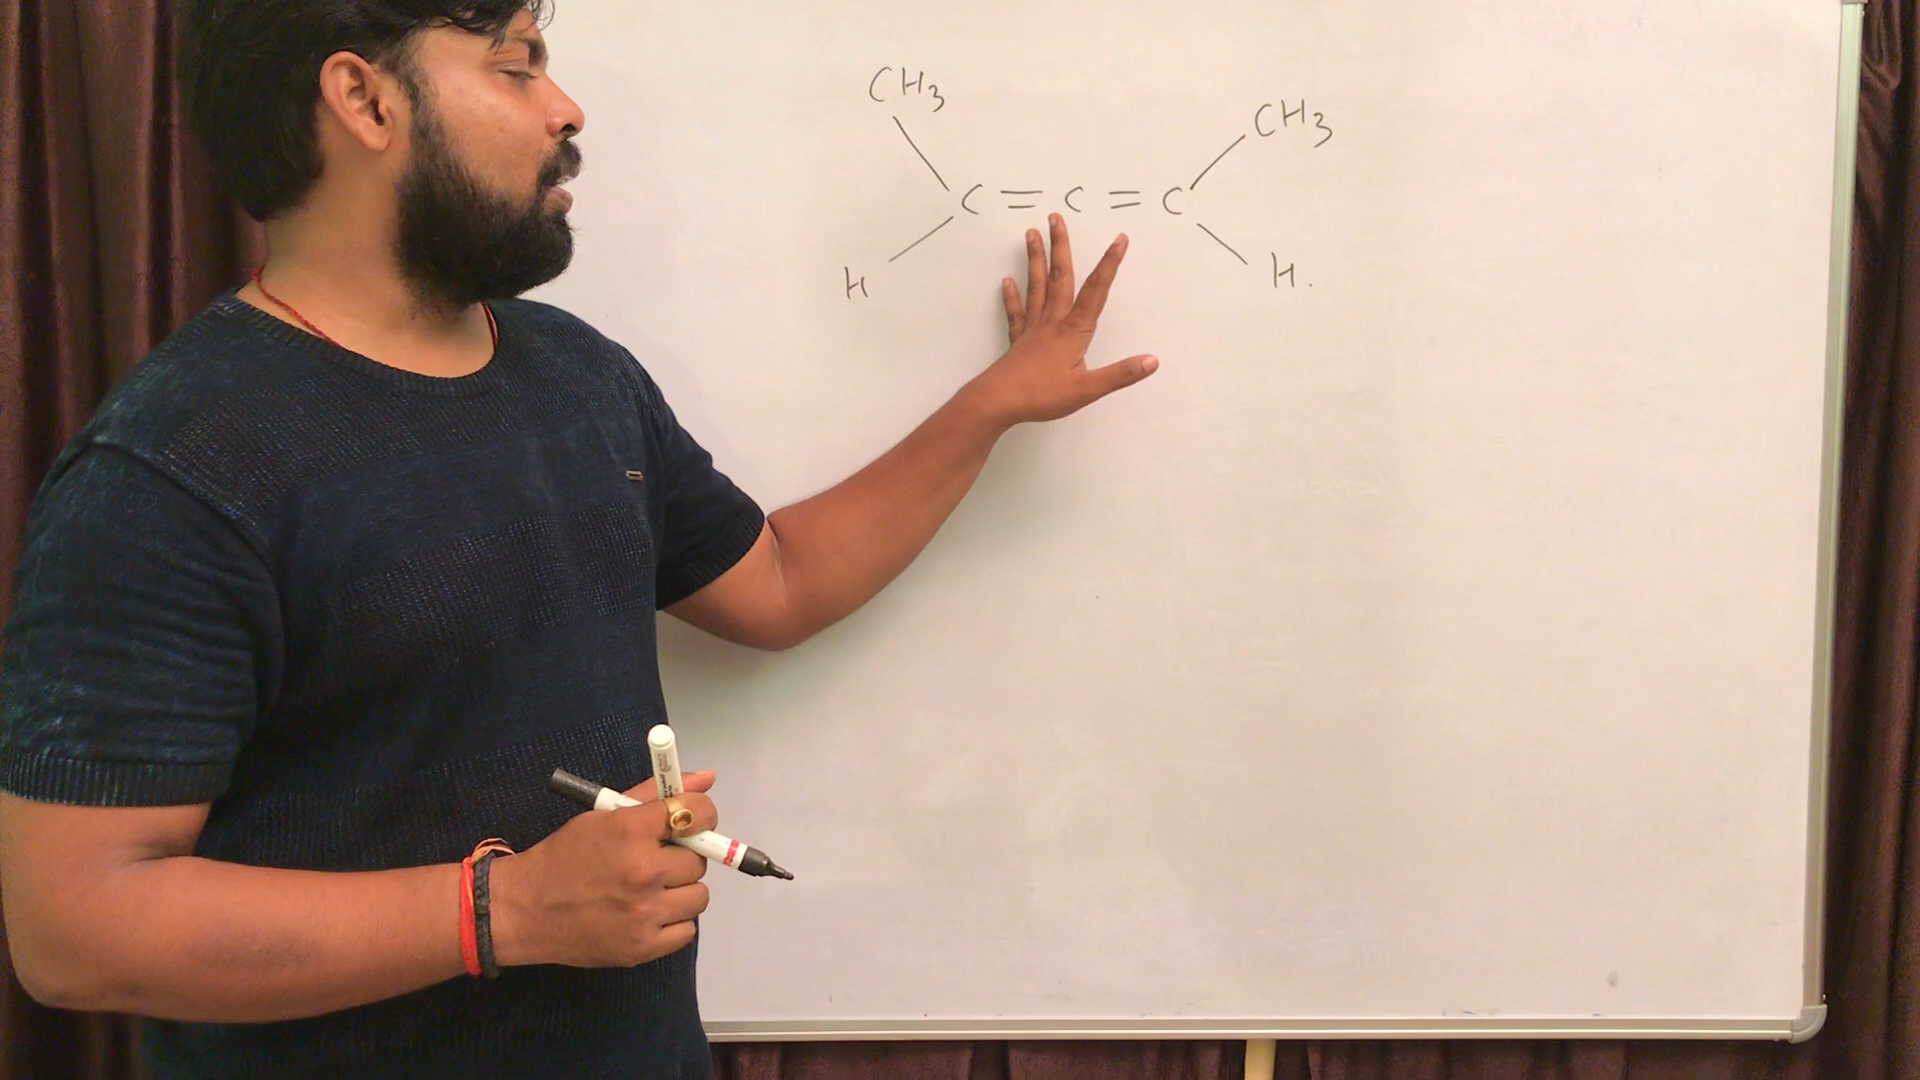 CH3
CH3
C = C = C
H
H.